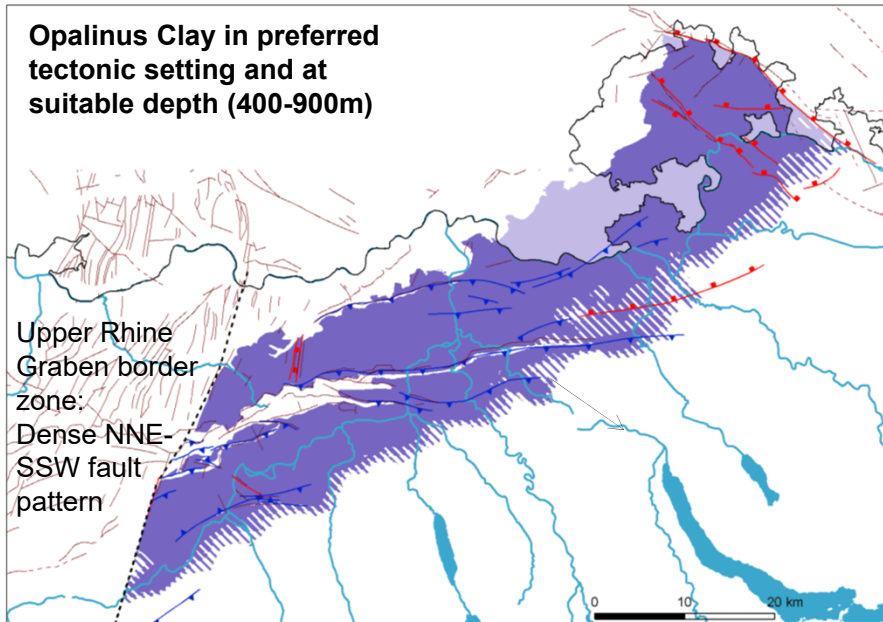 Opalinus Clay in preferred
tectonic setting and at
suitable depth (400-900m)
Upper Rhine
Graben border
zone:
Dense NNE-
SSW fault
pattern
0 10 20 km